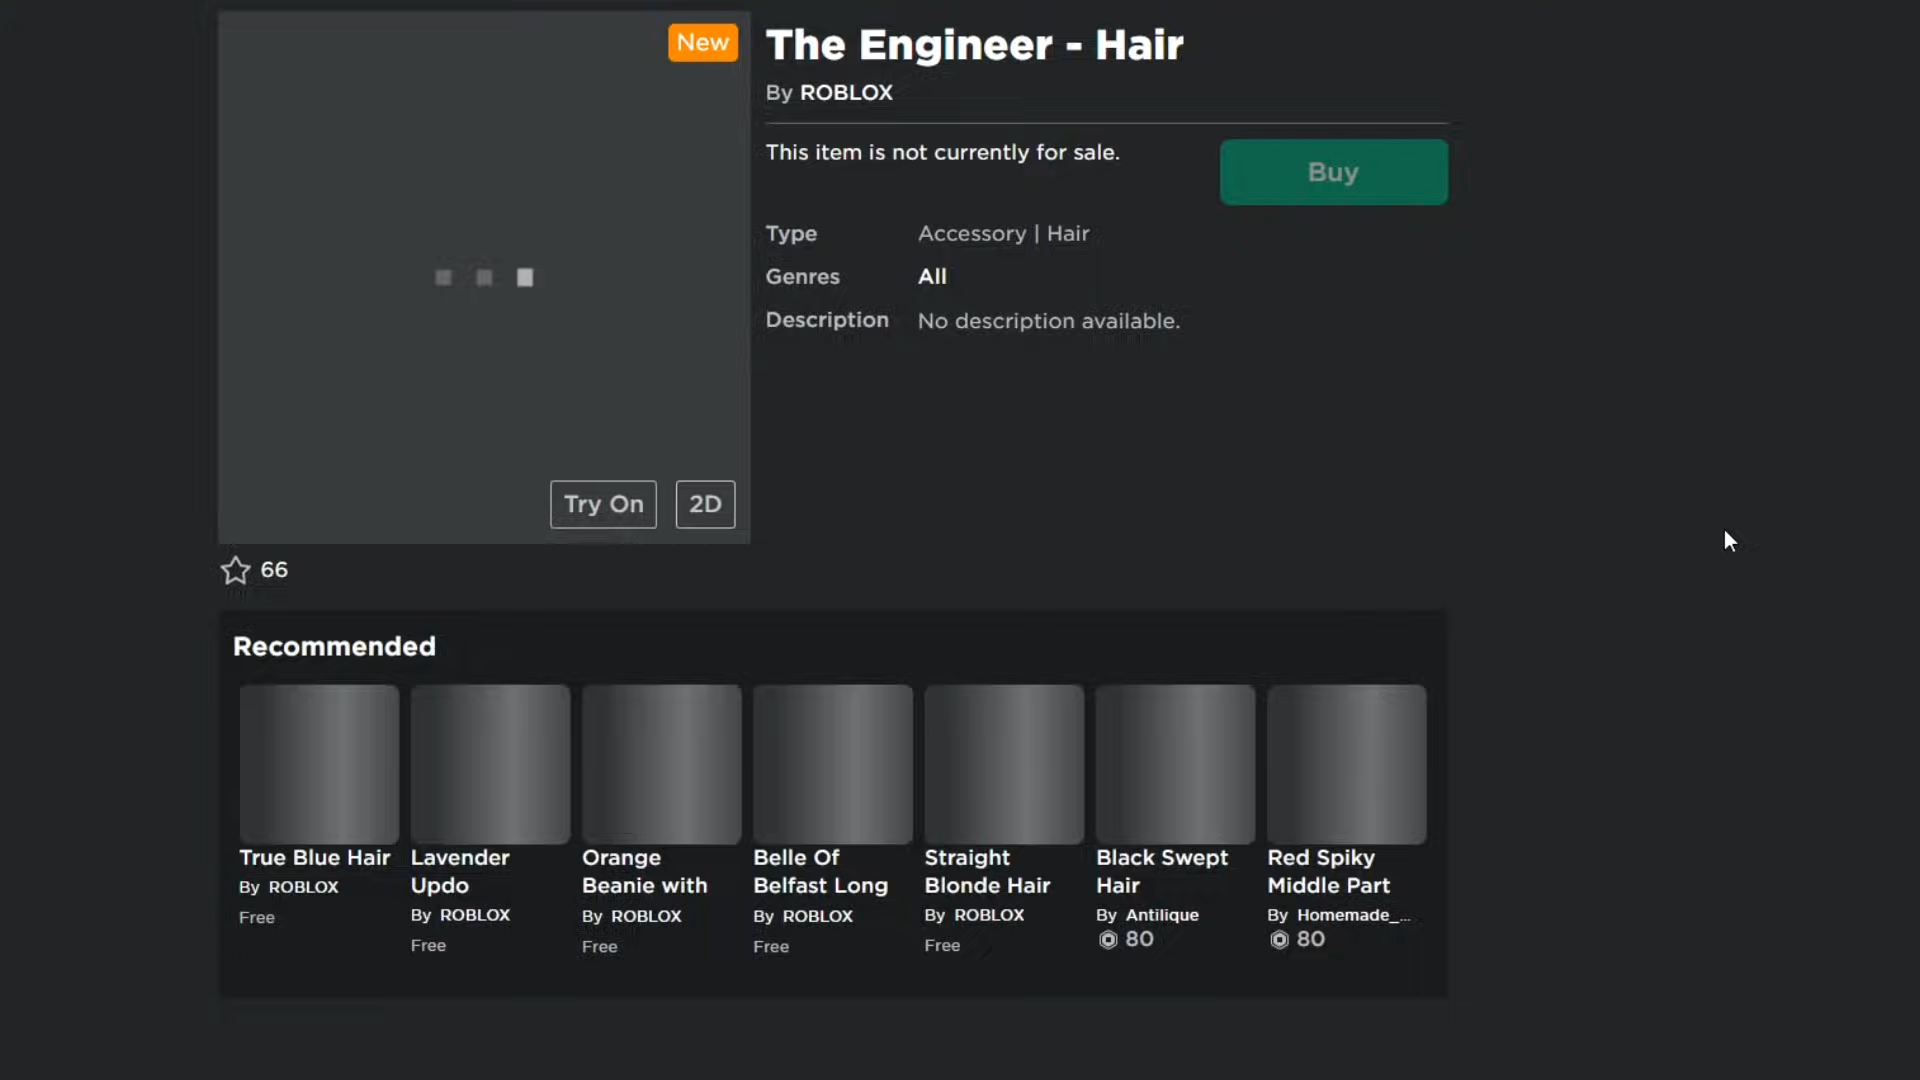 New
The Engineer - Hair
By ROBLOX
This item is not currently for sale.
Buy
Type Accessory | Hair
Genres All
Description No description available.
Try On 2D
66
Recommended
True Blue Hair
By ROBLOX
Free
Lavender
Updo
By ROBLOX
Free
Orange
Beanie with
By ROBLOX
Free
Belle Of
Belfast Long
By ROBLOX
Free
Straight
Blonde Hair
By ROBLOX
Free
Black Swept
Hair
By Antilique
80
Red Spiky
Middle Part
By Homemade_...
80